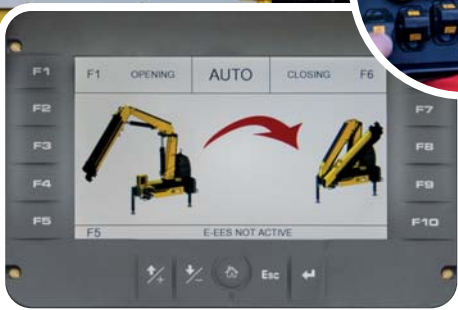 F1
F2
F3
F4
F5
F1 OPENING AUTO CLOSING F6
F5 E-EES NOT ACTIVE
F7
F8
F9
F10
+ - Esc